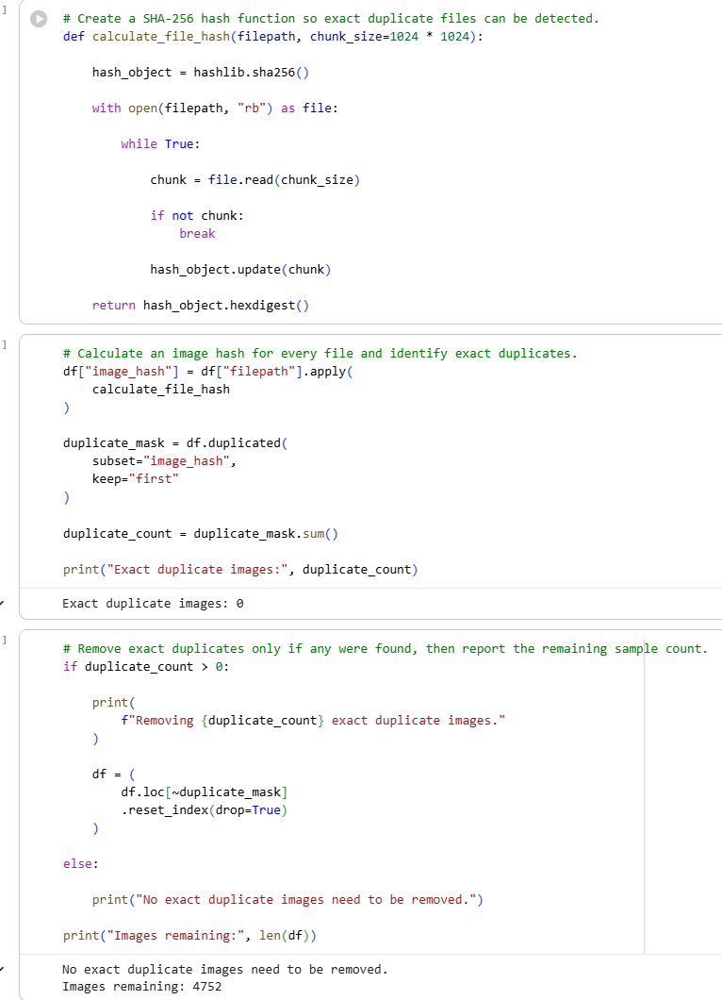 ]
# Create a SHA-256 hash function so exact duplicate files can be detected.
def calculate_file_hash(filepath, chunk_size=1024 * 1024):
    hash_object = hashlib.sha256()
    with open(filepath, "rb") as file:
        while True:
            chunk = file.read(chunk_size)
            if not chunk:
                break
            hash_object.update(chunk)
    return hash_object.hexdigest()
]
# Calculate an image hash for every file and identify exact duplicates.
df["image_hash"] = df["filepath"].apply(
    calculate_file_hash
)
duplicate_mask = df.duplicated(
    subset="image_hash",
    keep="first"
)
duplicate_count = duplicate_mask.sum()
print("Exact duplicate images:", duplicate_count)
Exact duplicate images: 0
]
# Remove exact duplicates only if any were found, then report the remaining sample count.
if duplicate_count > 0:
    print(
        f"Removing {duplicate_count} exact duplicate images."
    )
    df = (
        df.loc[~duplicate_mask]
        .reset_index(drop=True)
    )
else:
    print("No exact duplicate images need to be removed.")
print("Images remaining:", len(df))
No exact duplicate images need to be removed.
Images remaining: 4752